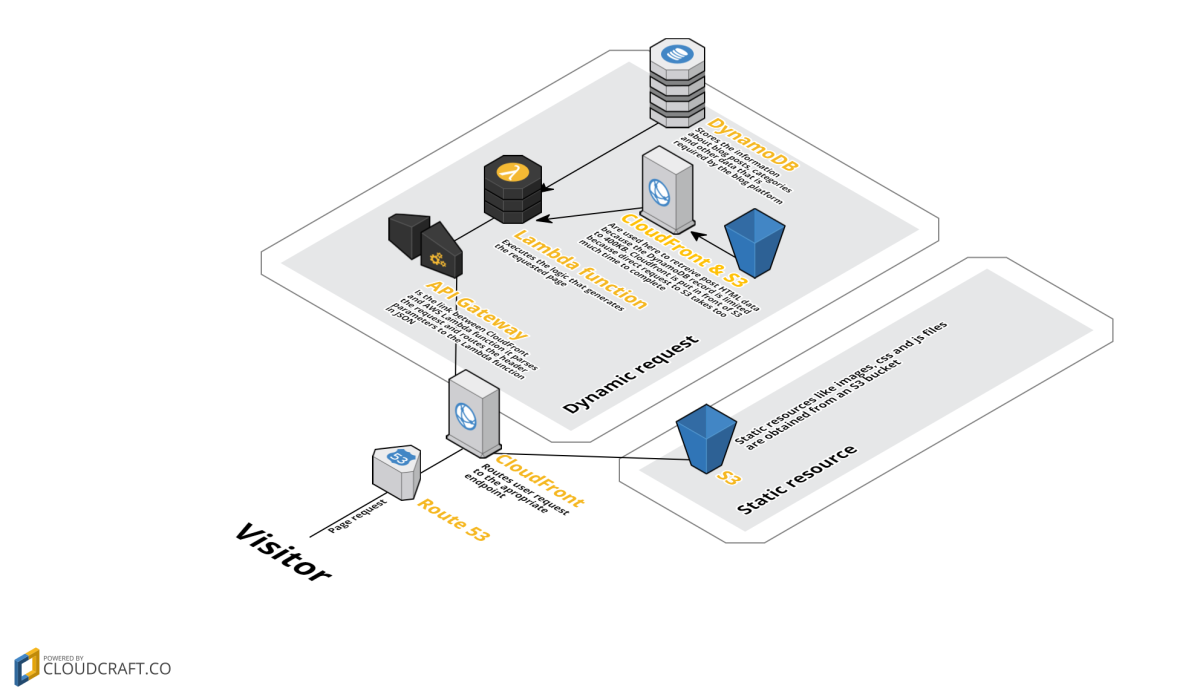 DynamoDB
Stores the information
about blog posts, categories
and other data that is
required by the blog platform
CloudFront & S3
Are used here to retreive post HTML data
because the DynamoDB record is limited
to 400KB. Cloudfront is put in front of S3
because direct request to S3 takes too
much time to complete
λ
Lambda function
Executes the logic that generates
the requested page
API Gateway
Is the link between CloudFront
and AWS Lambda function it parses
the request and routes the header
parameters to the Lambda function
in JSON
Dynamic request
Static resources like images, css and js files
are obtained from an S3 bucket
S3
Static resource
CloudFront
Routes user request
to the apropriate
endpoint
53
Route 53
Page request
Visitor
POWERED BY
CLOUDCRAFT.CO